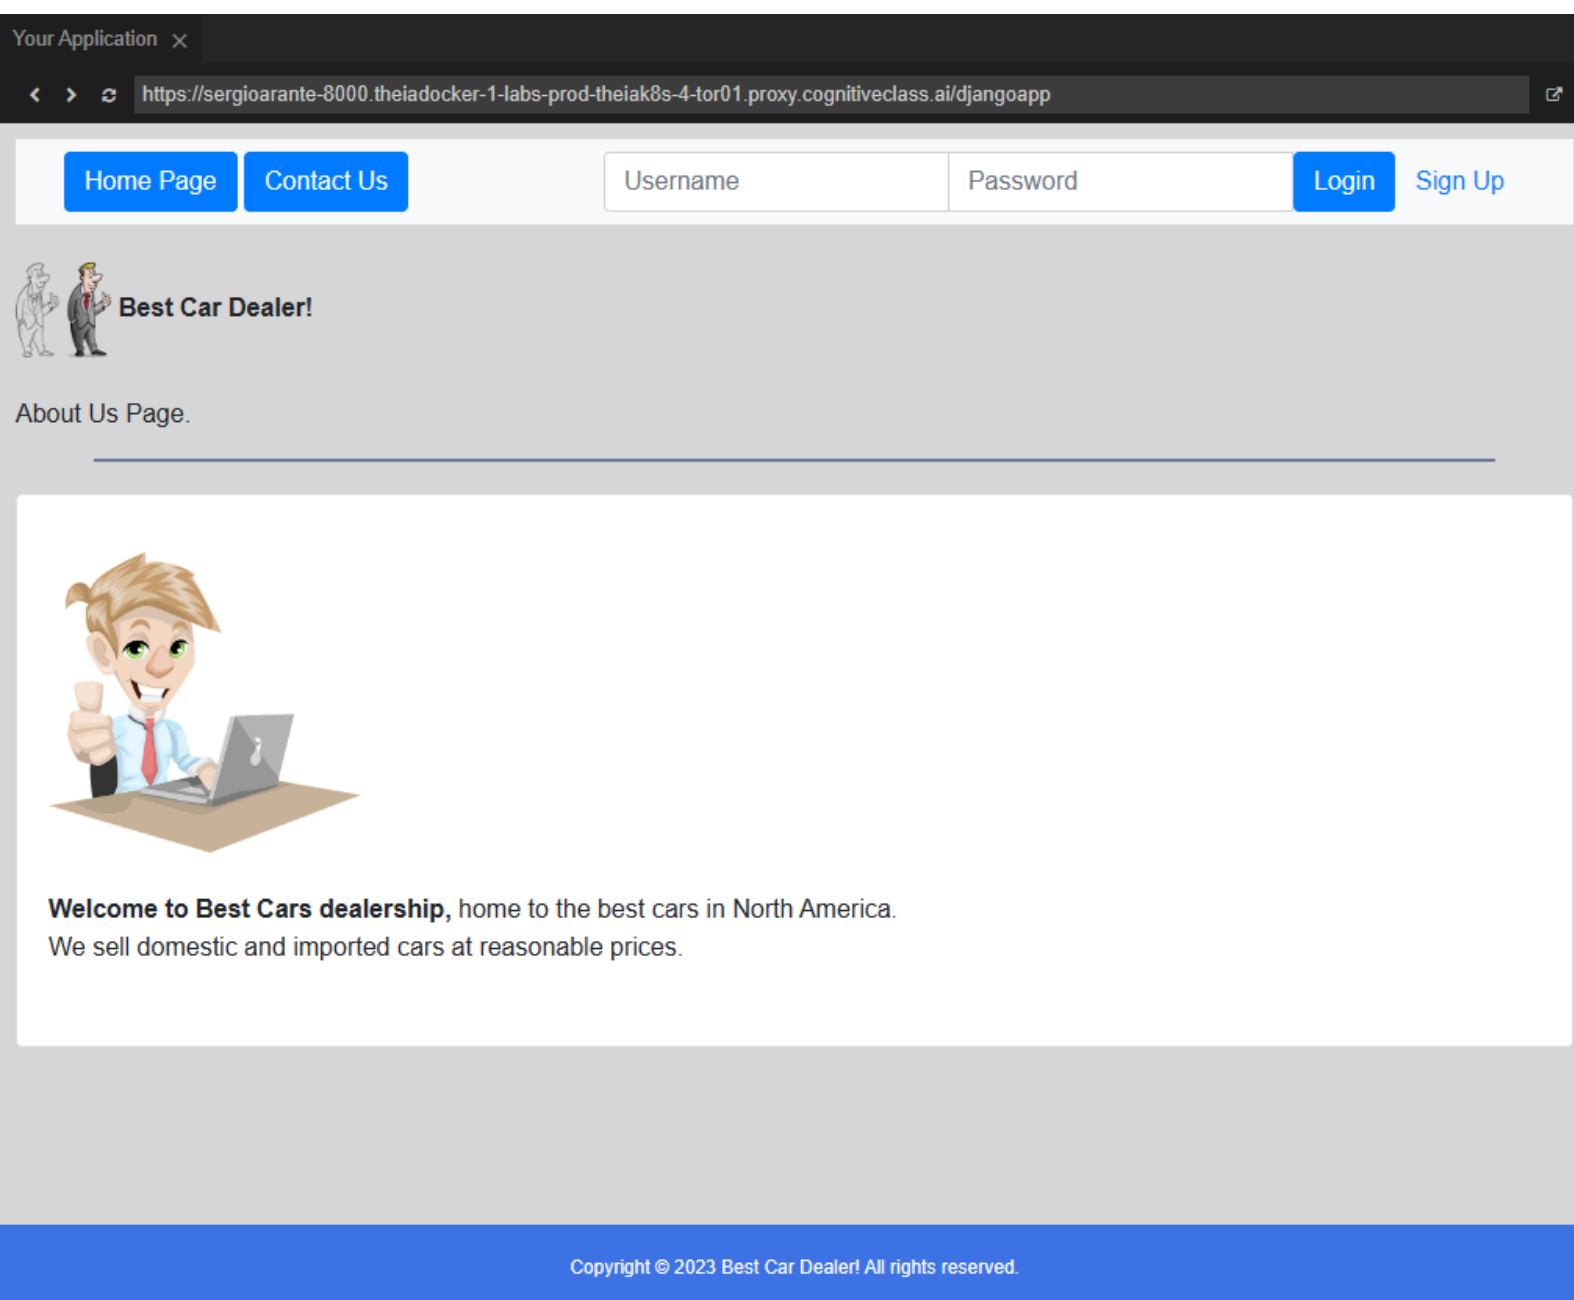 Your Application
https://sergioarante-8000.theiadocker-1-labs-prod-theiak8s-4-tor01.proxy.cognitiveclass.ai/djangoapp
Home Page Contact Us Username Password Login Sign Up
Best Car Dealer!
About Us Page.
Welcome to Best Cars dealership, home to the best cars in North America.
We sell domestic and imported cars at reasonable prices.
Copyright © 2023 Best Car Dealer! All rights reserved.